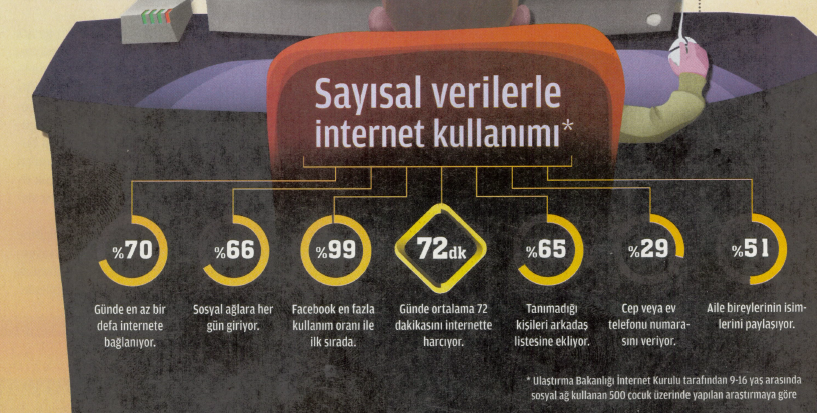 Sayısal verilerle
internet kullanımı*
%70
%66
%99
72dk
%65
%29
%51
Günde en az bir
defa internete
bağlanıyor.
Sosyal ağlara her
gün giriyor.
Facebook en fazla
kullanım oranı ile
ilk sırada.
Günde ortalama 72
dakikasını internette
harcıyor.
Tanımadığı
kişileri arkadaş
listesine ekliyor.
Cep veya ev
telefonu numara-
sını veriyor.
Aile bireylerinin isim-
lerini paylaşıyor.
* Ulaştırma Bakanlığı İnternet Kurulu tarafından 9-16 yaş arasında
sosyal ağ kullanan 500 çocuk üzerinde yapılan araştırmaya göre